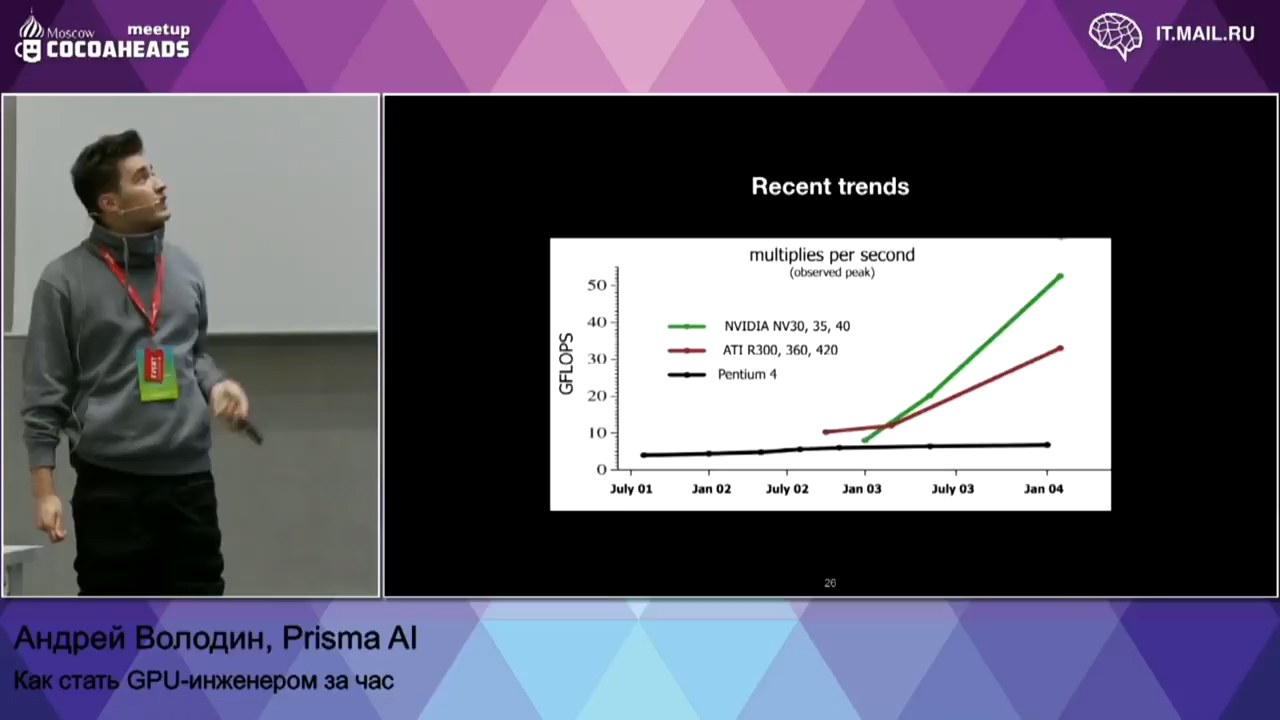 Moscow meetup
COCOAHEADS
IT.MAIL.RU
Recent trends
multiplies per second
(observed peak)
GFLOPS
50
40
30
20
10
0
NVIDIA NV30, 35, 40
ATI R300, 360, 420
Pentium 4
July 01 Jan 02 July 02 Jan 03 July 03 Jan 04
26
Андрей Володин, Prisma AI
Как стать GPU-инженером за час